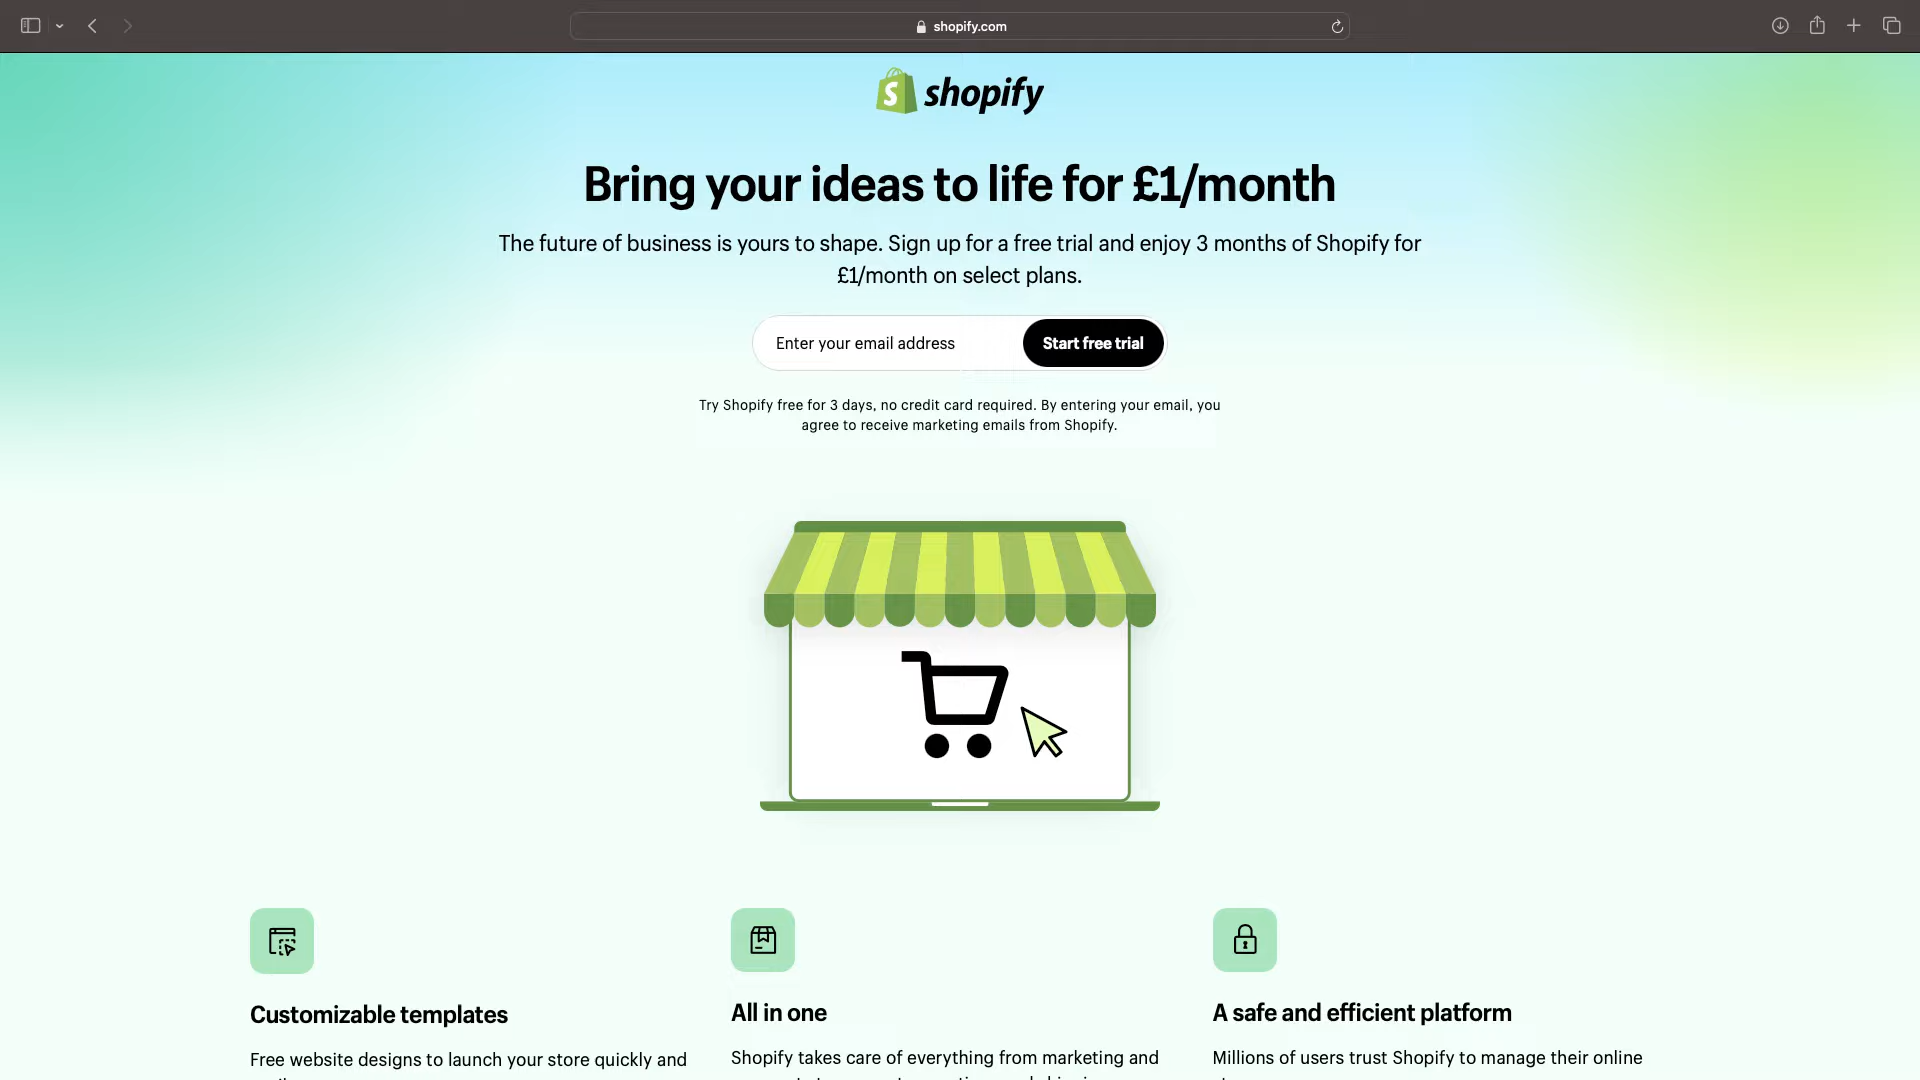 shopify.com
shopify
Bring your ideas to life for £1/month
The future of business is yours to shape. Sign up for a free trial and enjoy 3 months of Shopify for
£1/month on select plans.
Enter your email address
Start free trial
Try Shopify free for 3 days, no credit card required. By entering your email, you
agree to receive marketing emails from Shopify.
Customizable templates
All in one
A safe and efficient platform
Free website designs to launch your store quickly and
Shopify takes care of everything from marketing and
Millions of users trust Shopify to manage their online